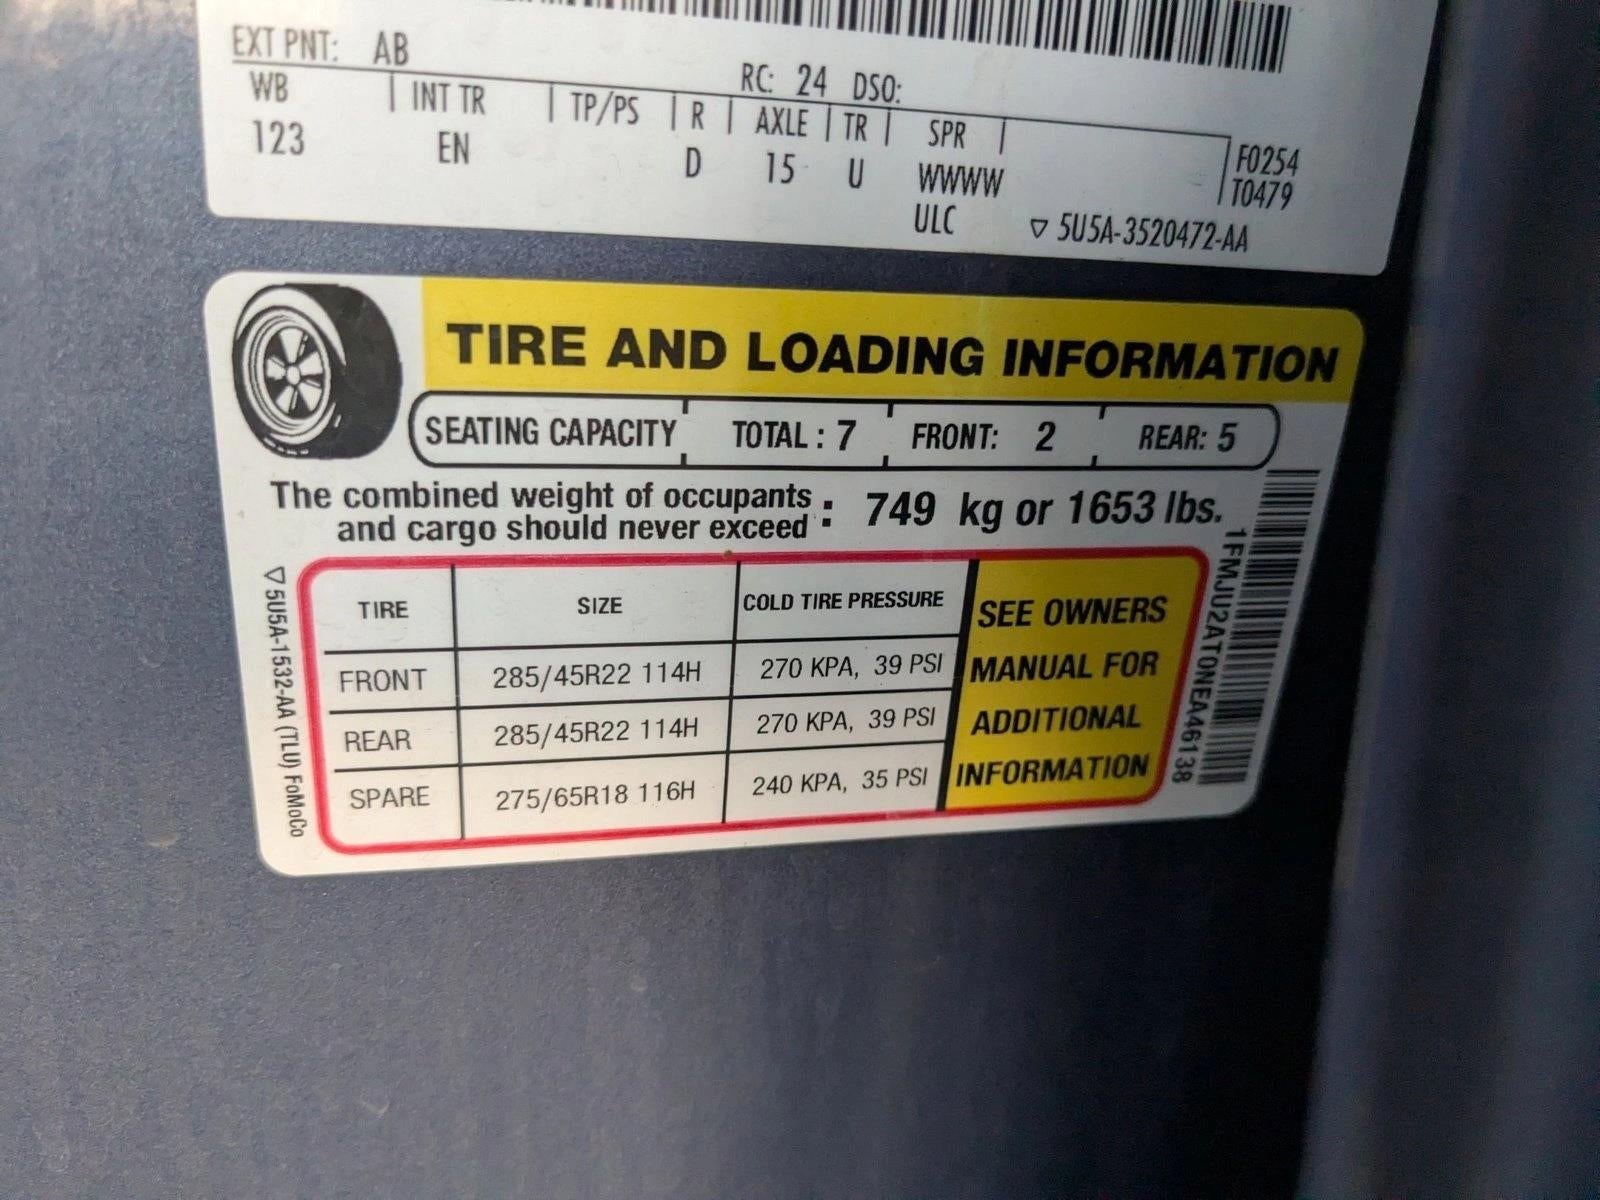 EXT PNT: AB
RC: 24 DSO:
WB | INT TR | TP/PS | R | AXLE | TR | SPR |
123 EN D 15 U WWWW
F0254
T0479
ULC
▽ 5U5A-3520472-AA
TIRE AND LOADING INFORMATION
SEATING CAPACITY TOTAL : 7 FRONT: 2 REAR: 5
The combined weight of occupants
and cargo should never exceed : 749 kg or 1653 lbs.
TIRE SIZE COLD TIRE PRESSURE
FRONT 285/45R22 114H 270 KPA, 39 PSI
REAR 285/45R22 114H 270 KPA, 39 PSI
SPARE 275/65R18 116H 240 KPA, 35 PSI
SEE OWNERS
MANUAL FOR
ADDITIONAL
INFORMATION
▽5U5A-1532-AA (TLU) FoMoCo
1FMJU2AT0NEA46138